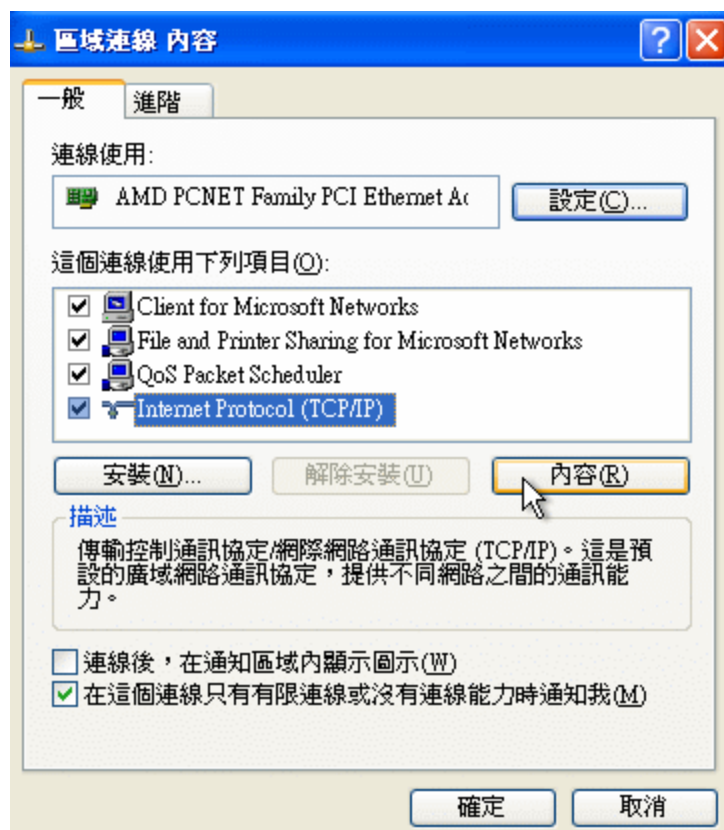 區域連線 內容
一般 進階
連線使用:
AMD PCNET Family PCI Ethernet Ac 設定(C)...
這個連線使用下列項目(O):
Client for Microsoft Networks
File and Printer Sharing for Microsoft Networks
QoS Packet Scheduler
Internet Protocol (TCP/IP)
安裝(N)... 解除安裝(U) 內容(R)
描述
傳輸控制通訊協定/網際網路通訊協定 (TCP/IP)。這是預
設的廣域網路通訊協定，提供不同網路之間的通訊能
力。
連線後，在通知區域內顯示圖示(W)
在這個連線只有有限連線或沒有連線能力時通知我(M)
確定 取消